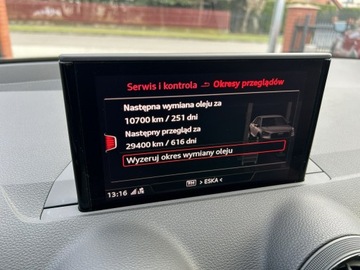 Serwis i kontrola Okresy przeglądów
Następna wymiana oleju za
10700 km / 251 dni
Następny przegląd za
29400 km / 616 dni
Wyzeruj okres wymiany oleju
13:16 > ESKA <